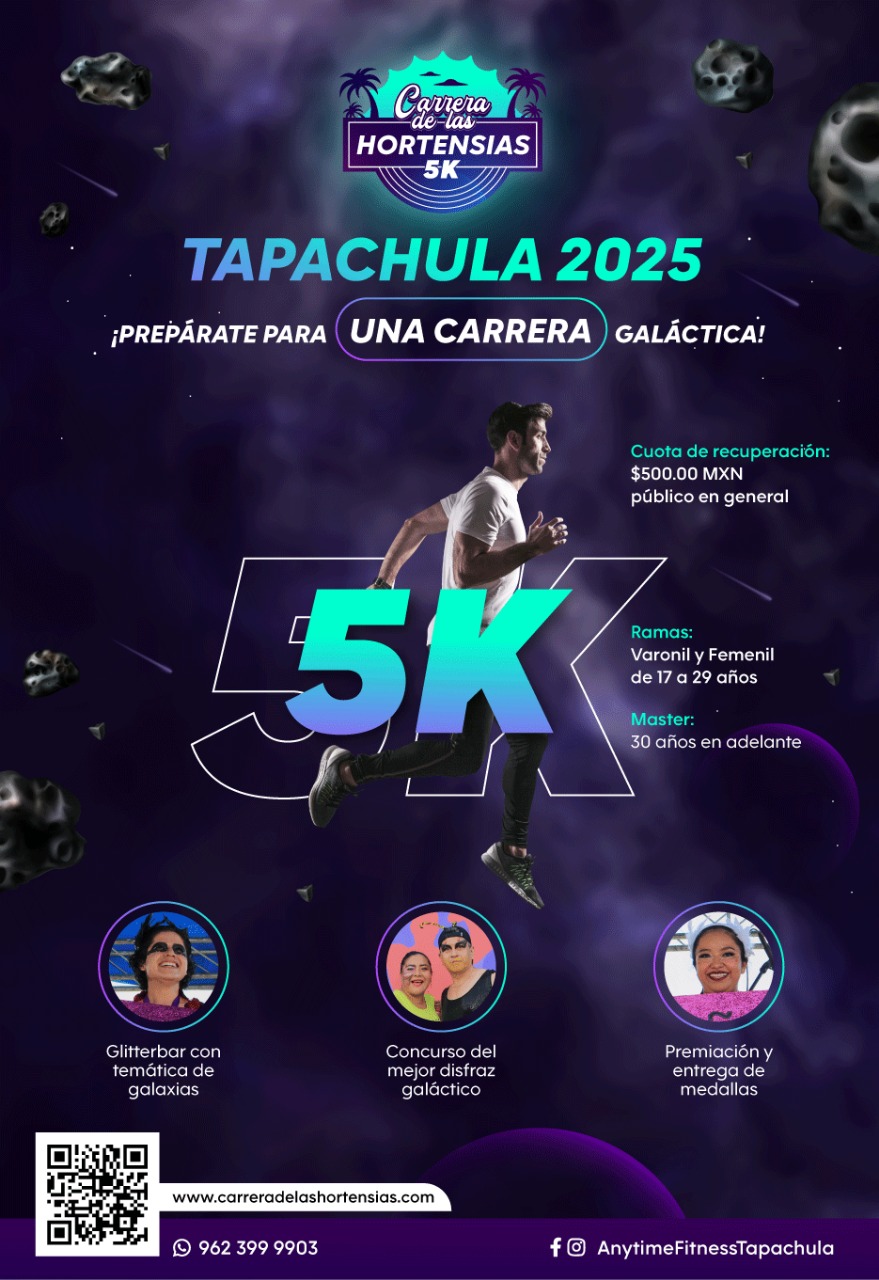 Carrera
de las
HORTENSIAS
5K
TAPACHULA 2025
¡PREPÁRATE PARA UNA CARRERA GALÁCTICA!
Cuota de recuperación:
$500.00 MXN
público en general
5K
5K
Ramas:
Varonil y Femenil
de 17 a 29 años
Master:
30 años en adelante
Glitterbar con
temática de
galaxias
Concurso del
mejor disfraz
galáctico
Premiación y
entrega de
medallas
www.carreradelashortensias.com
962 399 9903
AnytimeFitnessTapachula